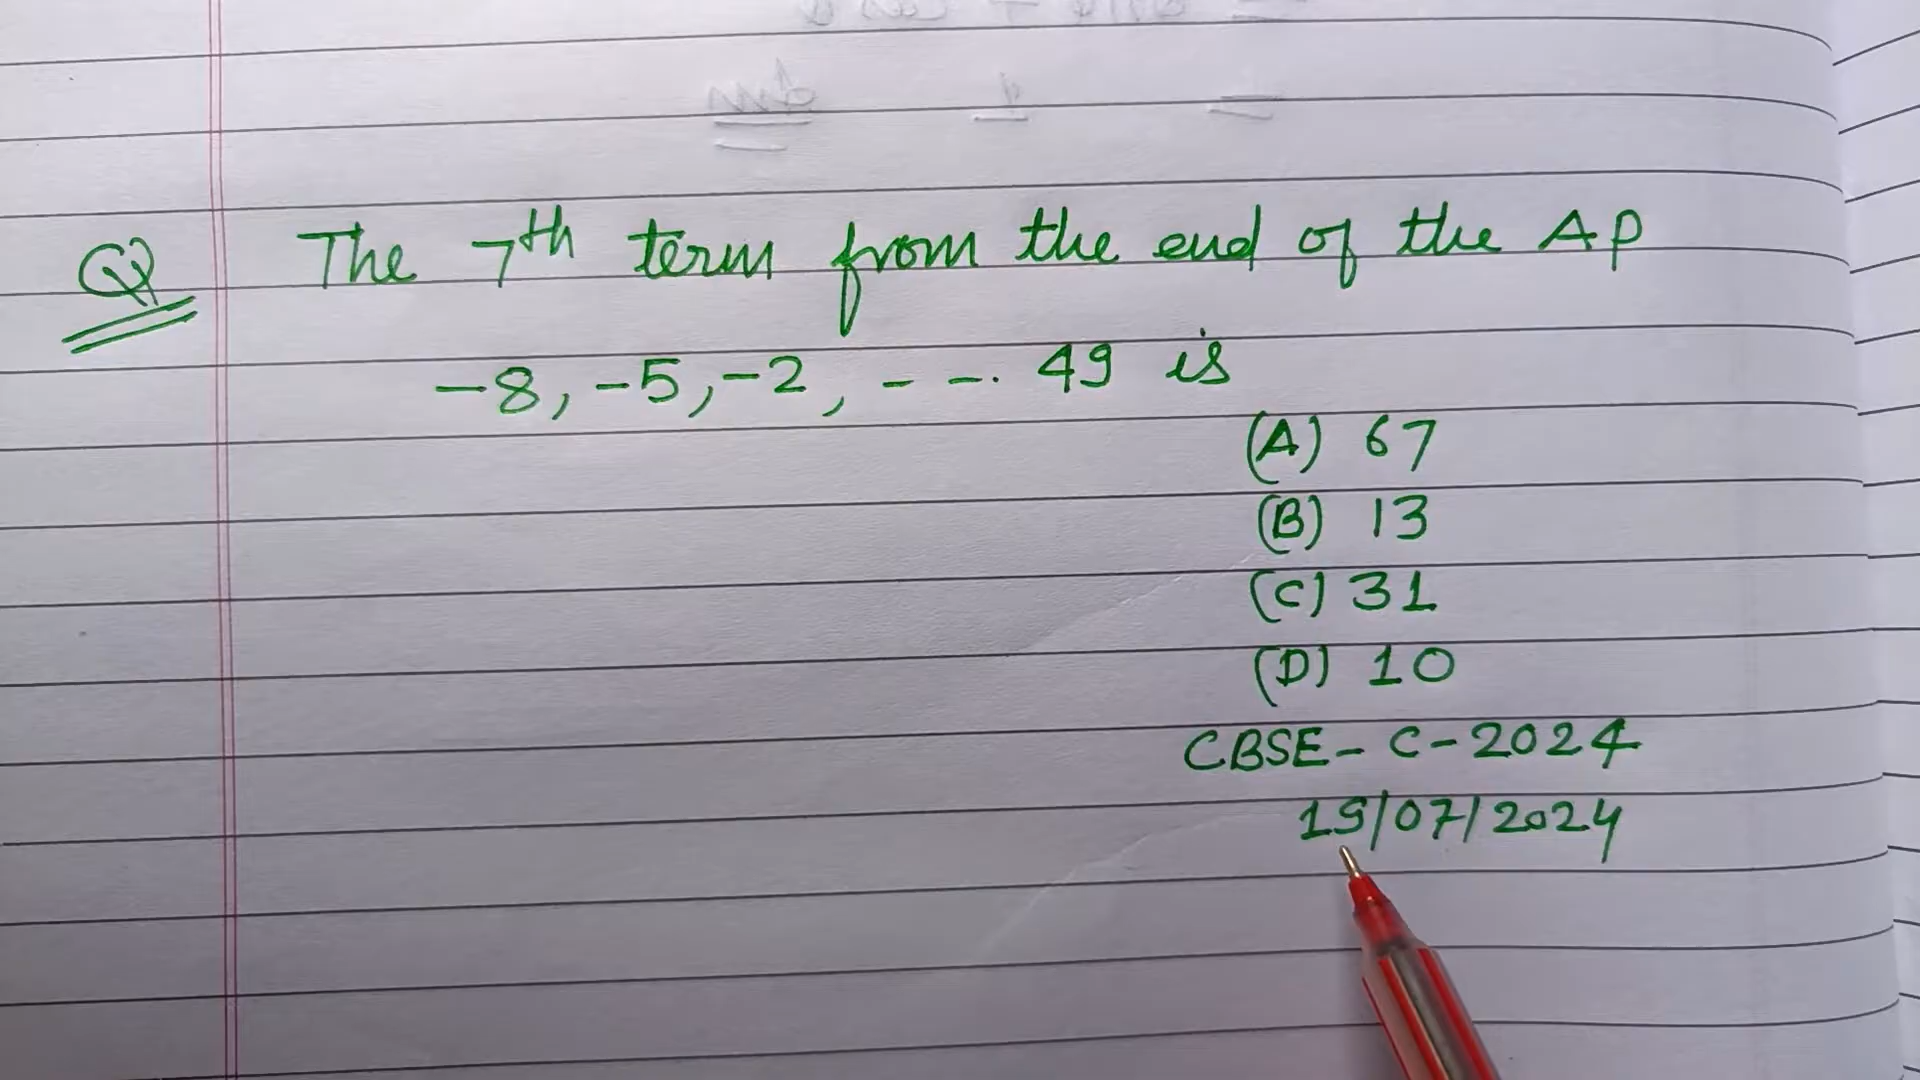 Q The 7th term from the end of the AP
-8, -5, -2, - - . 49 is
(A) 67
(B) 13
(C) 31
(D) 10
CBSE - C - 2024
15/07/2024